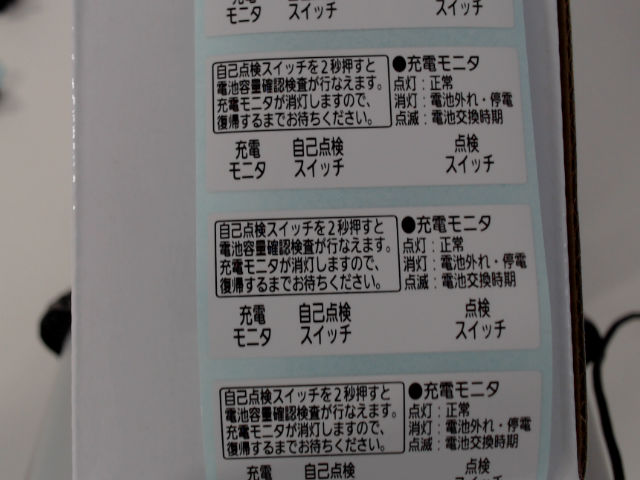 充電
モニタ
スイッチ
スイッチ
自己点検スイッチを2秒押すと
電池容量確認検査が行なえます。
充電モニタが消灯しますので、
復帰するまでお待ちください。
●充電モニタ
点灯:正常
消灯:電池外れ・停電
点滅:電池交換時期
充電
モニタ
自己点検
スイッチ
点検
スイッチ
自己点検スイッチを2秒押すと
電池容量確認検査が行なえます。
充電モニタが消灯しますので、
復帰するまでお待ちください。
●充電モニタ
点灯:正常
消灯:電池外れ・停電
点滅:電池交換時期
充電
モニタ
自己点検
スイッチ
点検
スイッチ
自己点検スイッチを2秒押すと
電池容量確認検査が行なえます。
充電モニタが消灯しますので、
復帰するまでお待ちください。
●充電モニタ
点灯:正常
消灯:電池外れ・停電
点滅:電池交換時期
充電
自己点検
点検